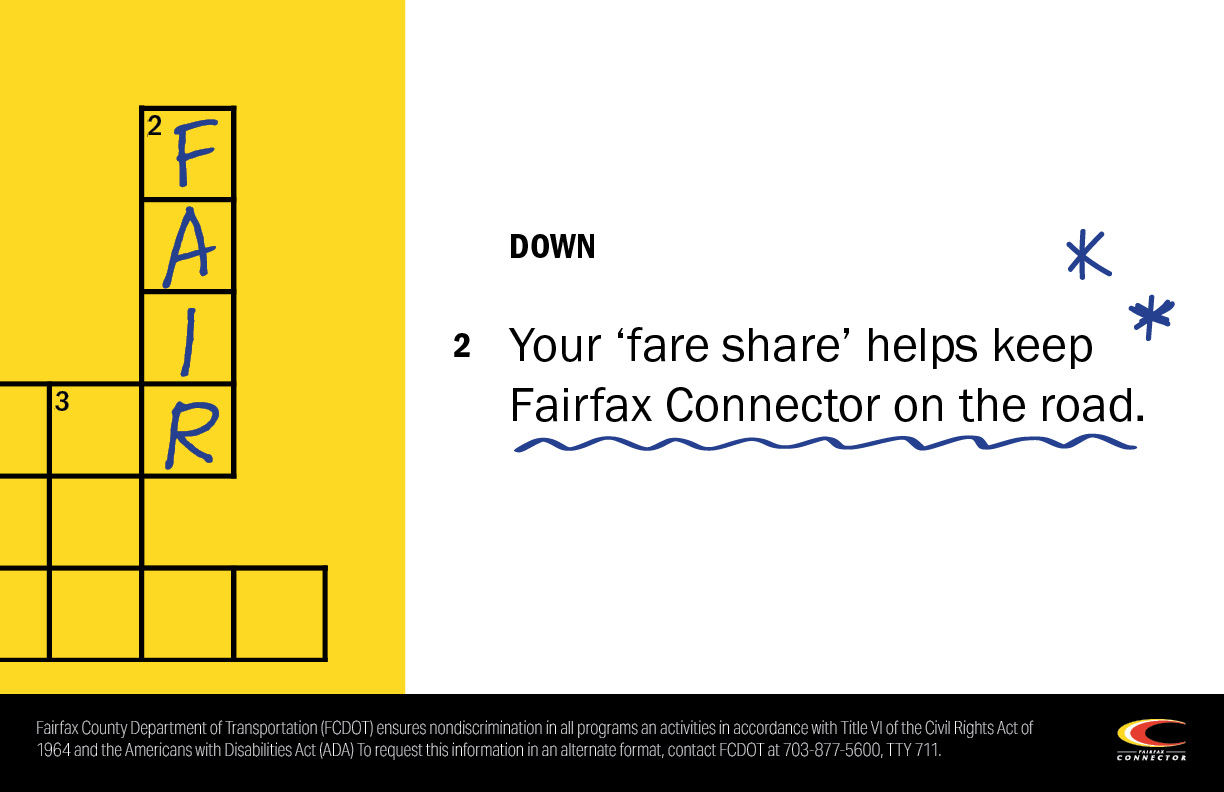 2
F
A
I
R
3
DOWN
2 Your ‘fare share’ helps keep
Fairfax Connector on the road.
Fairfax County Department of Transportation (FCDOT) ensures nondiscrimination in all programs an activities in accordance with Title VI of the Civil Rights Act of
1964 and the Americans with Disabilities Act (ADA) To request this information in an alternate format, contact FCDOT at 703-877-5600, TTY 711.
FAIRFAX
CONNECTOR